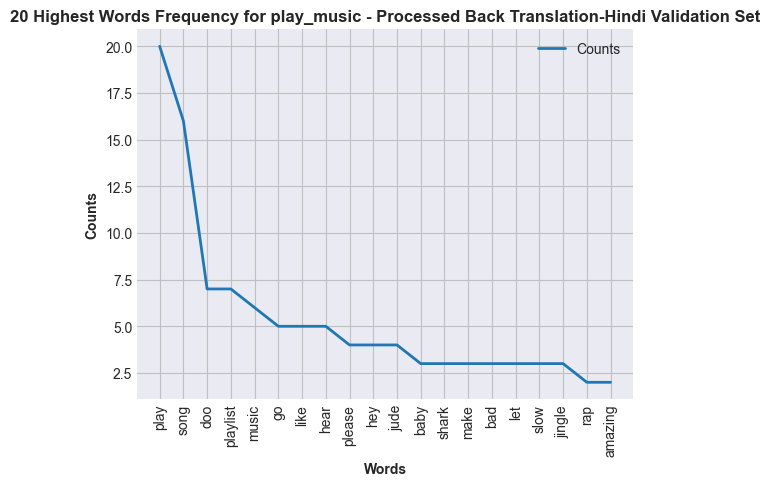 20 Highest Words Frequency for play_music - Processed Back Translation-Hindi Validation Set
Counts
20.0
17.5
15.0
12.5
10.0
7.5
5.0
2.5
Counts
play
song
doo
playlist
music
go
like
hear
please
hey
jude
baby
shark
make
bad
let
slow
jingle
rap
amazing
Words